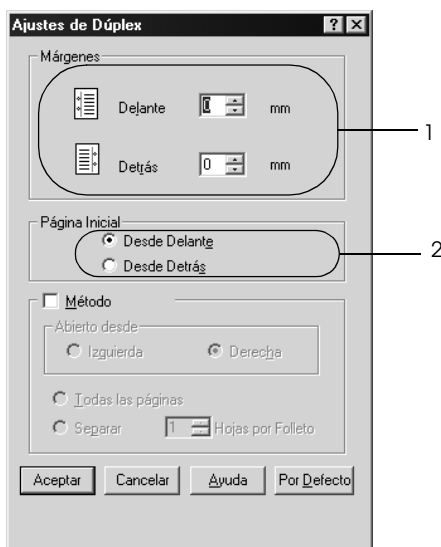 Ajustes de Dúplex
Márgenes
Delante 0 mm
1
Detrás 0 mm
Página Inicial
Desde Delante
2
Desde Detrás
Método
Abierto desde
Izquierda Derecha
Todas las páginas
Separar 1 Hojas por Folleto
Aceptar Cancelar Ayuda Por Defecto